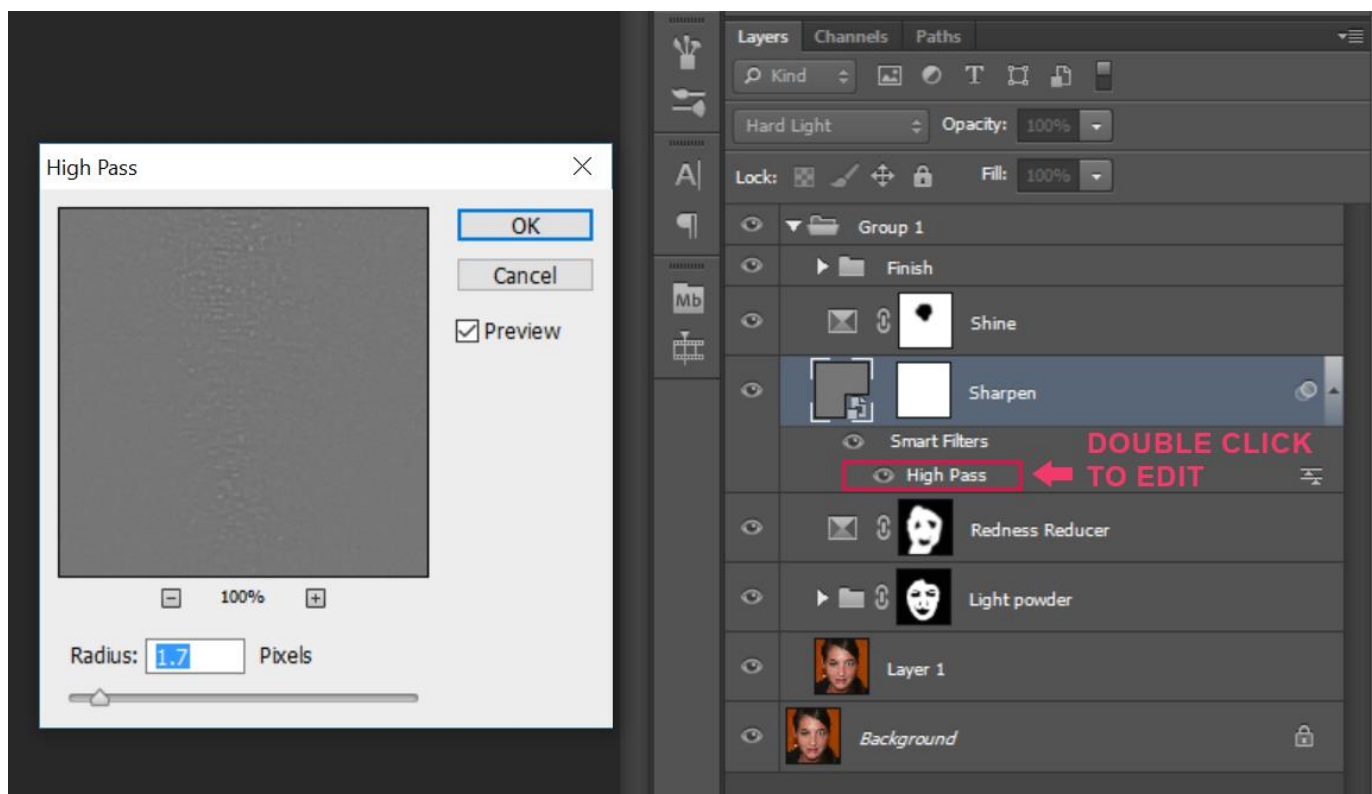 High Pass
OK
Cancel
Preview
100%
Radius: 1.7 Pixels
A
Mb
Layers Channels Paths
Kind
T
Hard Light Opacity: 100%
Lock: Fill: 100%
Group 1
Finish
Shine
Sharpen
Smart Filters
High Pass
DOUBLE CLICK
TO EDIT
Redness Reducer
Light powder
Layer 1
Background